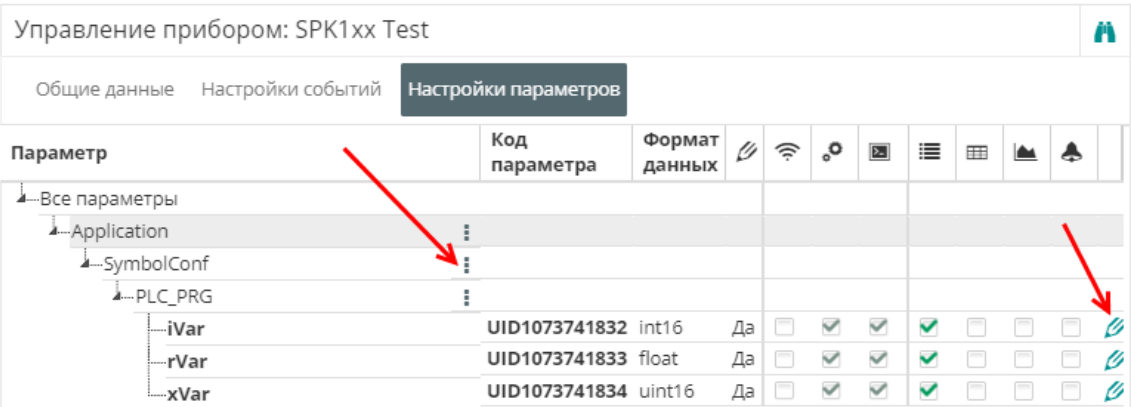 Управление прибором: SPK1xx Test
Общие данные Настройки событий Настройки параметров
Параметр Код параметра Формат данных
Все параметры
Application
SymbolConf
PLC_PRG
iVar UID1073741832 int16 Да
rVar UID1073741833 float Да
xVar UID1073741834 uint16 Да